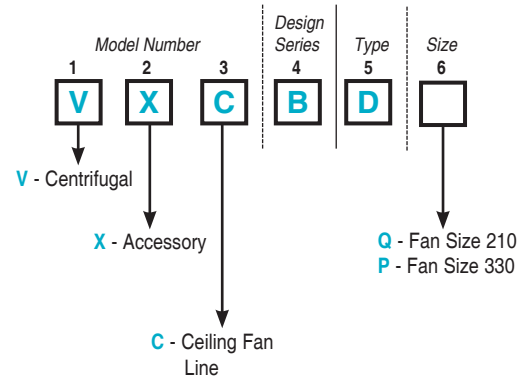 Design
Model Number Series Type Size
1 2 3 4 5 6
V X C B D
V - Centrifugal
X - Accessory
Q - Fan Size 210
P - Fan Size 330
C - Ceiling Fan
Line